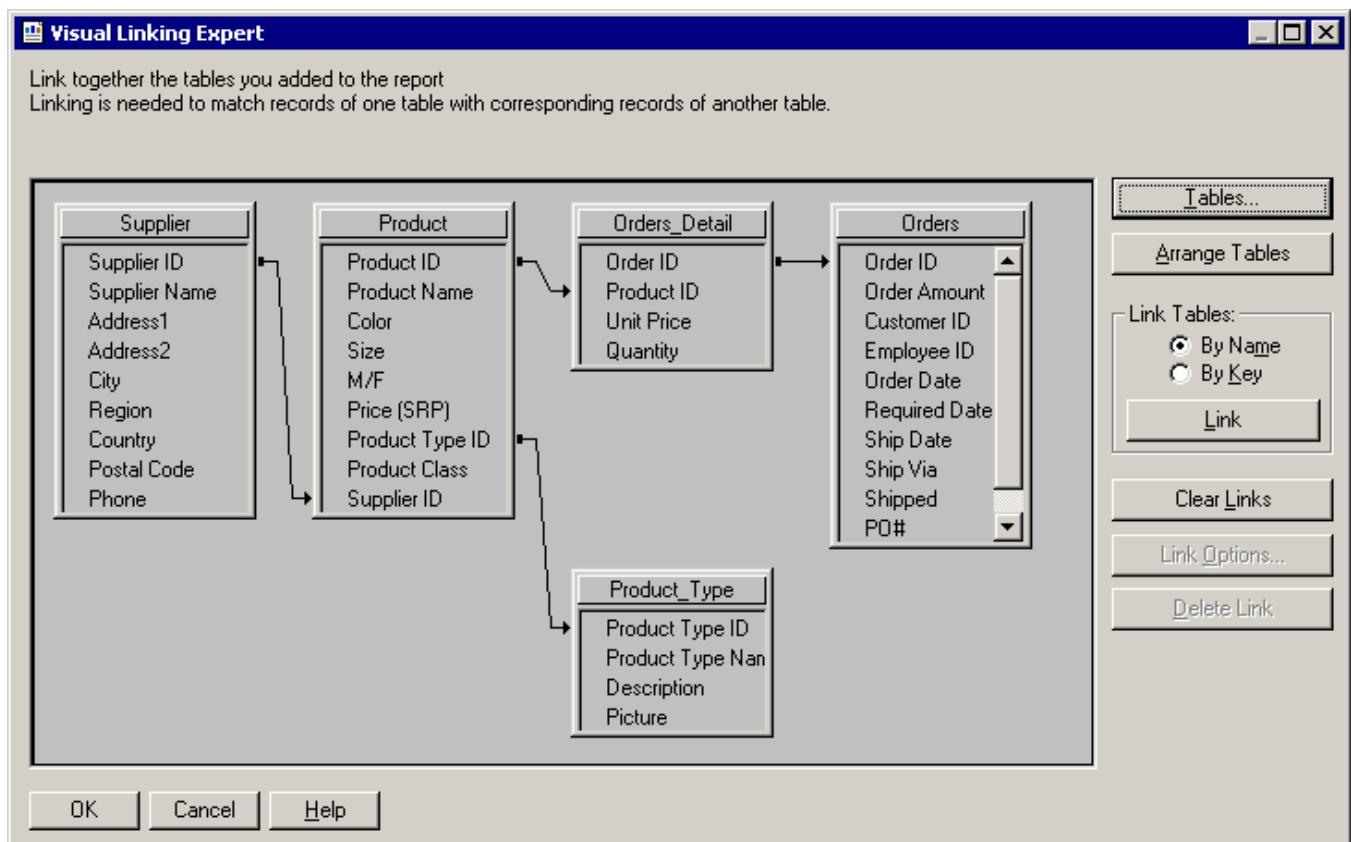 Visual Linking Expert
Link together the tables you added to the report
Linking is needed to match records of one table with corresponding records of another table.
Supplier
Supplier ID
Supplier Name
Address1
Address2
City
Region
Country
Postal Code
Phone
Product
Product ID
Product Name
Color
Size
M/F
Price (SRP)
Product Type ID
Product Class
Supplier ID
Orders_Detail
Order ID
Product ID
Unit Price
Quantity
Product_Type
Product Type ID
Product Type Nan
Description
Picture
Orders
Order ID
Order Amount
Customer ID
Employee ID
Order Date
Required Date
Ship Date
Ship Via
Shipped
PO#
Tables...
Arrange Tables
Link Tables:
By Name
By Key
Link
Clear Links
Link Options...
Delete Link
OK
Cancel
Help